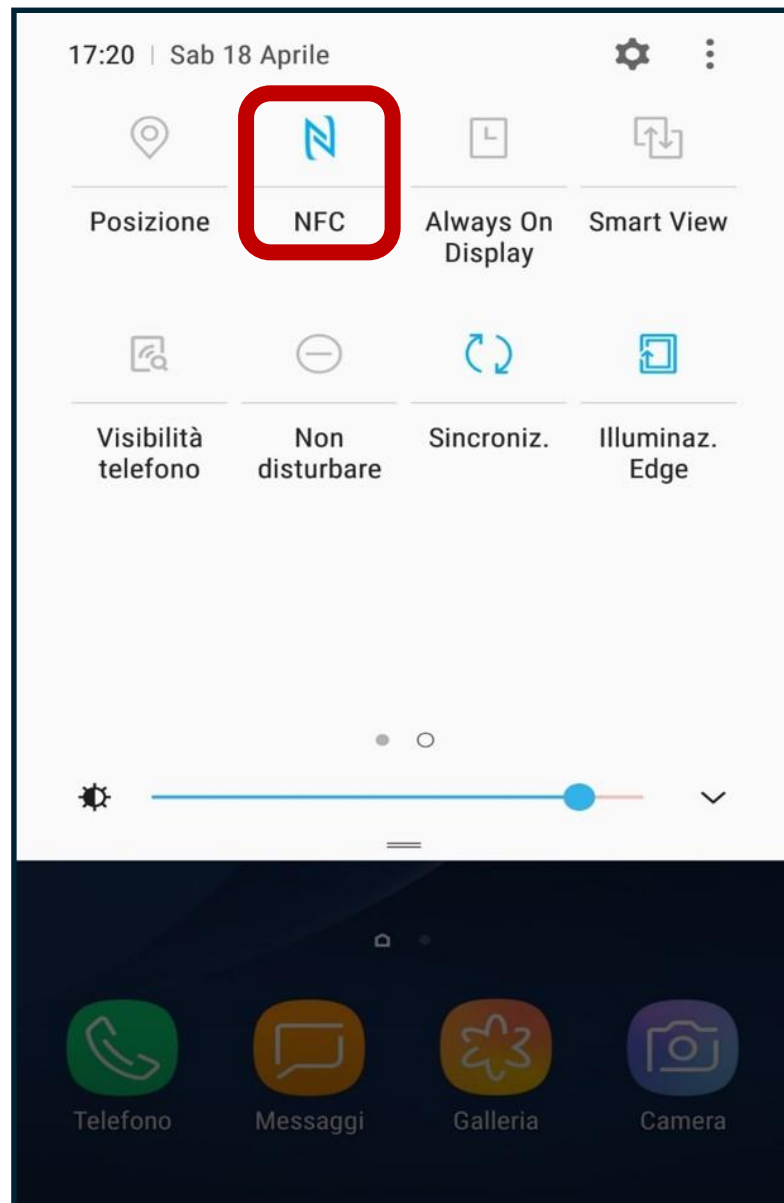 17:20 | Sab 18 Aprile
Posizione
NFC
Always On
Display
Smart View
Visibilità
telefono
Non
disturbare
Sincroniz.
Illuminaz.
Edge
Telefono
Messaggi
Galleria
Camera